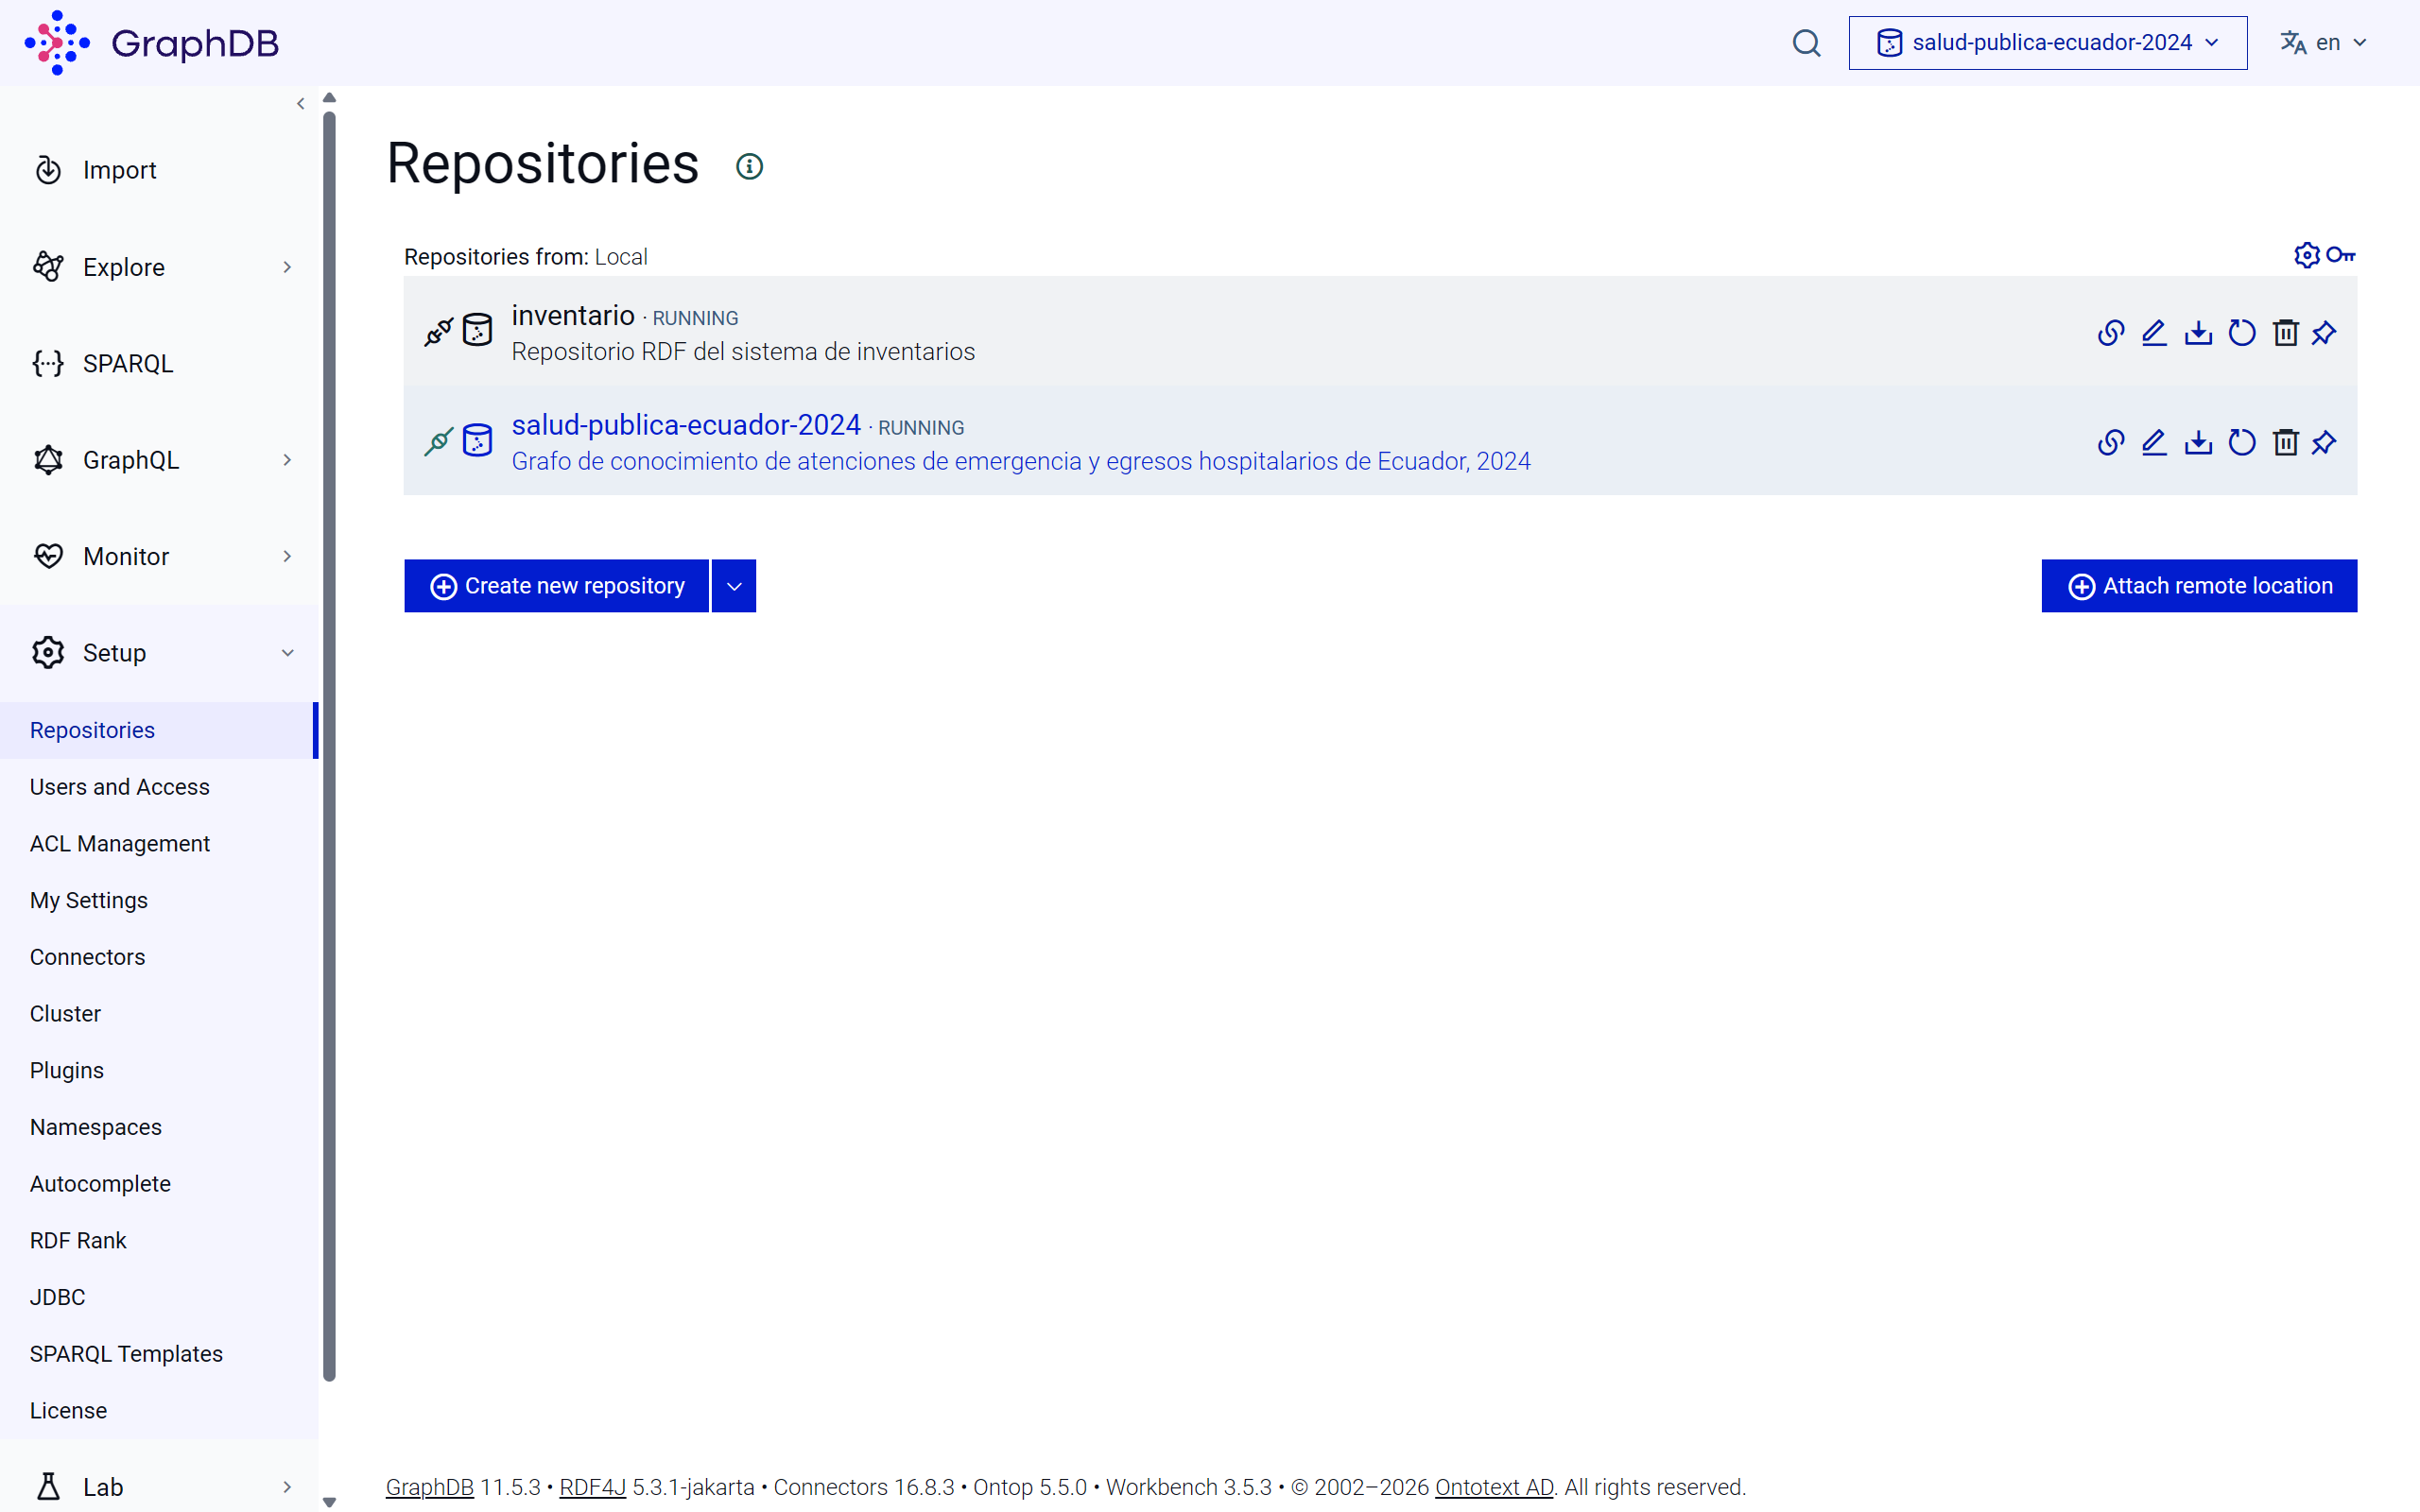 GraphDB
salud-publica-ecuador-2024
en
Import
Explore
SPARQL
GraphQL
Monitor
Setup
Repositories
Users and Access
ACL Management
My Settings
Connectors
Cluster
Plugins
Namespaces
Autocomplete
RDF Rank
JDBC
SPARQL Templates
License
Lab
Repositories
Repositories from: Local
inventario · RUNNING
Repositorio RDF del sistema de inventarios
salud-publica-ecuador-2024 · RUNNING
Grafo de conocimiento de atenciones de emergencia y egresos hospitalarios de Ecuador, 2024
Create new repository
Attach remote location
GraphDB 11.5.3 • RDF4J 5.3.1-jakarta • Connectors 16.8.3 • Ontop 5.5.0 • Workbench 3.5.3 • © 2002–2026 Ontotext AD. All rights reserved.